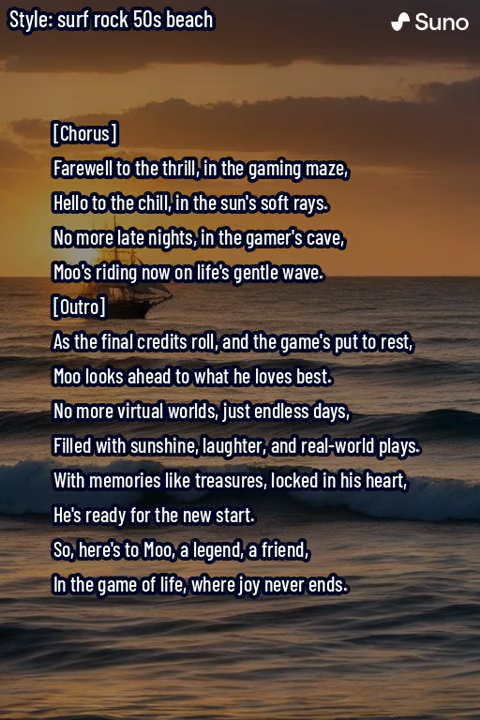 Style: surf rock 50s beach
Suno
[Chorus]
Farewell to the thrill, in the gaming maze,
Hello to the chill, in the sun's soft rays.
No more late nights, in the gamer's cave,
Moo's riding now on life's gentle wave.
[Outro]
As the final credits roll, and the game's put to rest,
Moo looks ahead to what he loves best.
No more virtual worlds, just endless days,
Filled with sunshine, laughter, and real-world plays.
With memories like treasures, locked in his heart,
He's ready for the new start.
So, here's to Moo, a legend, a friend,
In the game of life, where joy never ends.